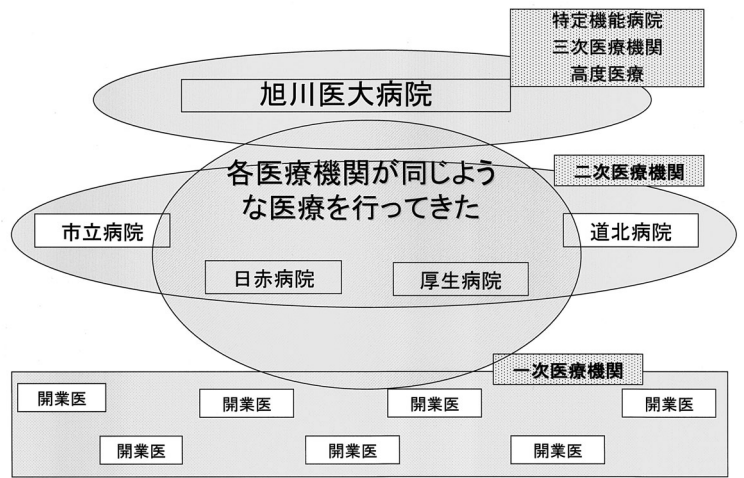 特定機能病院
三次医療機関
高度医療
旭川医大病院
各医療機関が同じよう
な医療を行ってきた
二次医療機関
市立病院
道北病院
日赤病院
厚生病院
一次医療機関
開業医
開業医
開業医
開業医
開業医
開業医
開業医